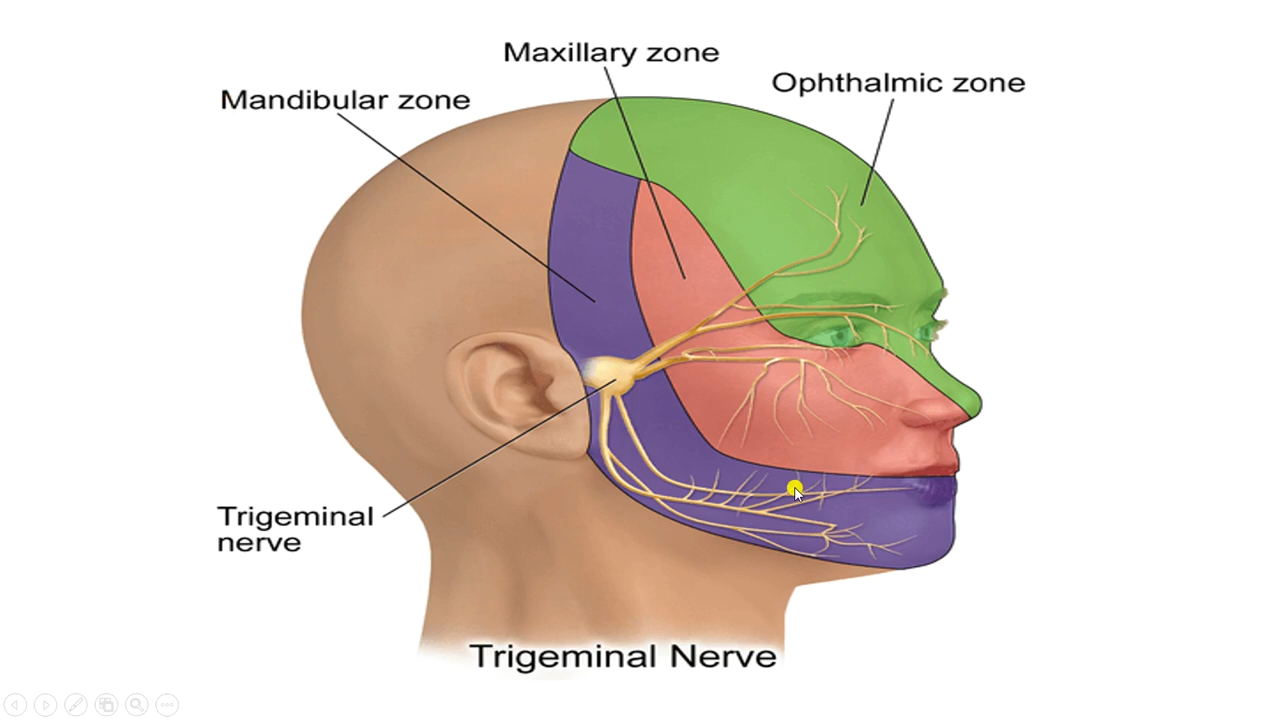 Maxillary zone
Ophthalmic zone
Mandibular zone
Trigeminal
nerve
Trigeminal Nerve